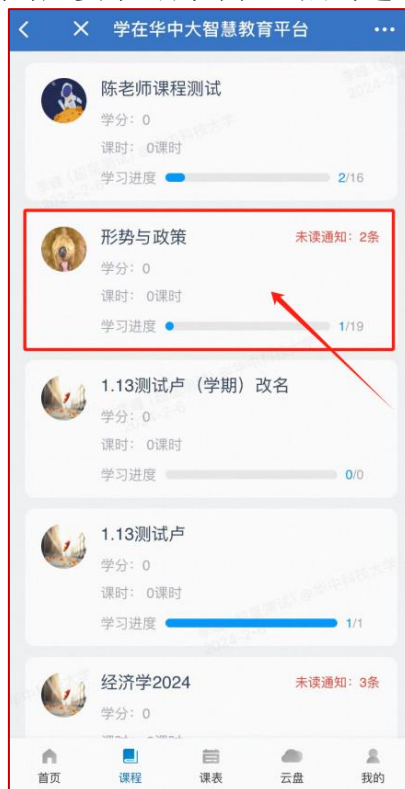 学在华中大智慧教育平台
陈老师课程测试
学分：0
课时： 0课时
学习进度 2/16
形势与政策 未读通知：2条
学分：0
课时： 0课时
学习进度 1/19
1.13测试卢（学期）改名
学分：0
课时： 0课时
学习进度 0/0
1.13测试卢
学分：0
课时： 0课时
学习进度 1/1
经济学2024 未读通知：3条
学分：0
首页 课程 课表 云盘 我的